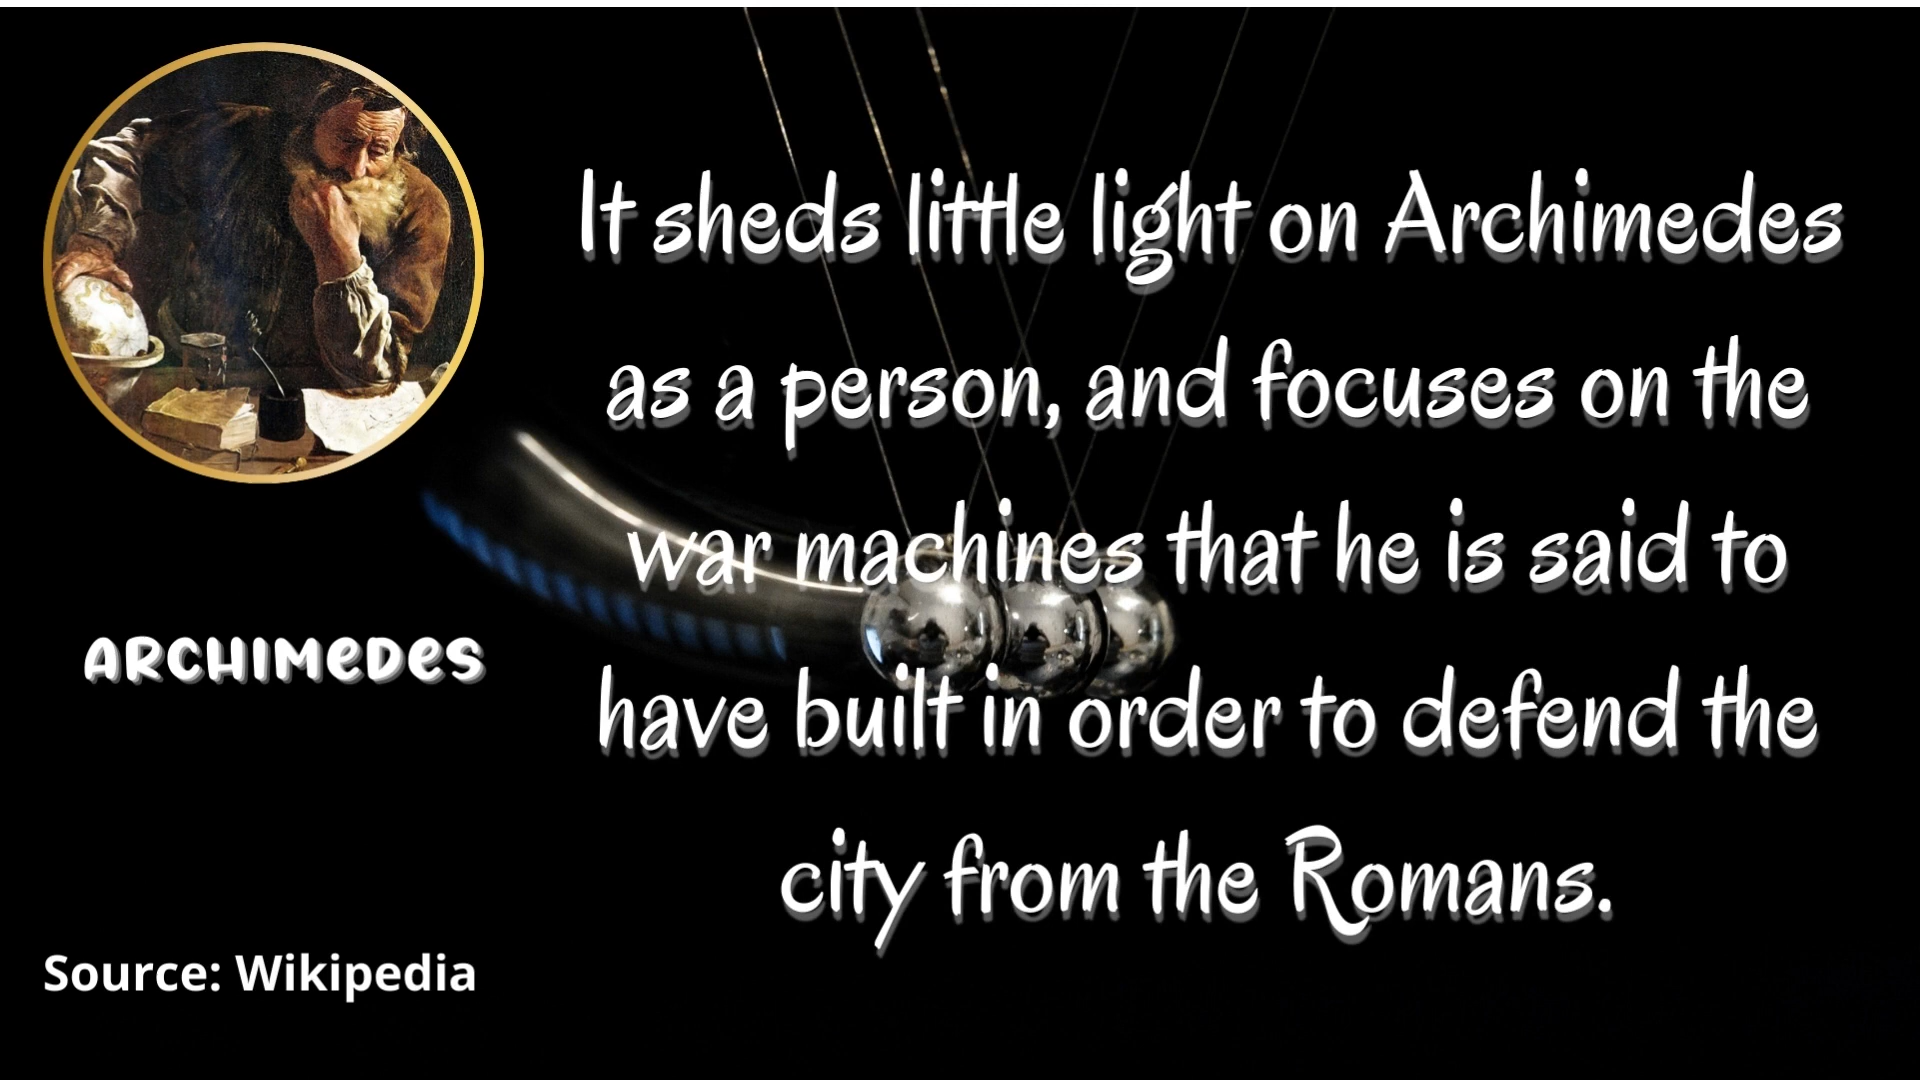 It sheds little light on Archimedes
as a person, and focuses on the
war machines that he is said to
have built in order to defend the
city from the Romans.
ARCHIMEDES
Source: Wikipedia